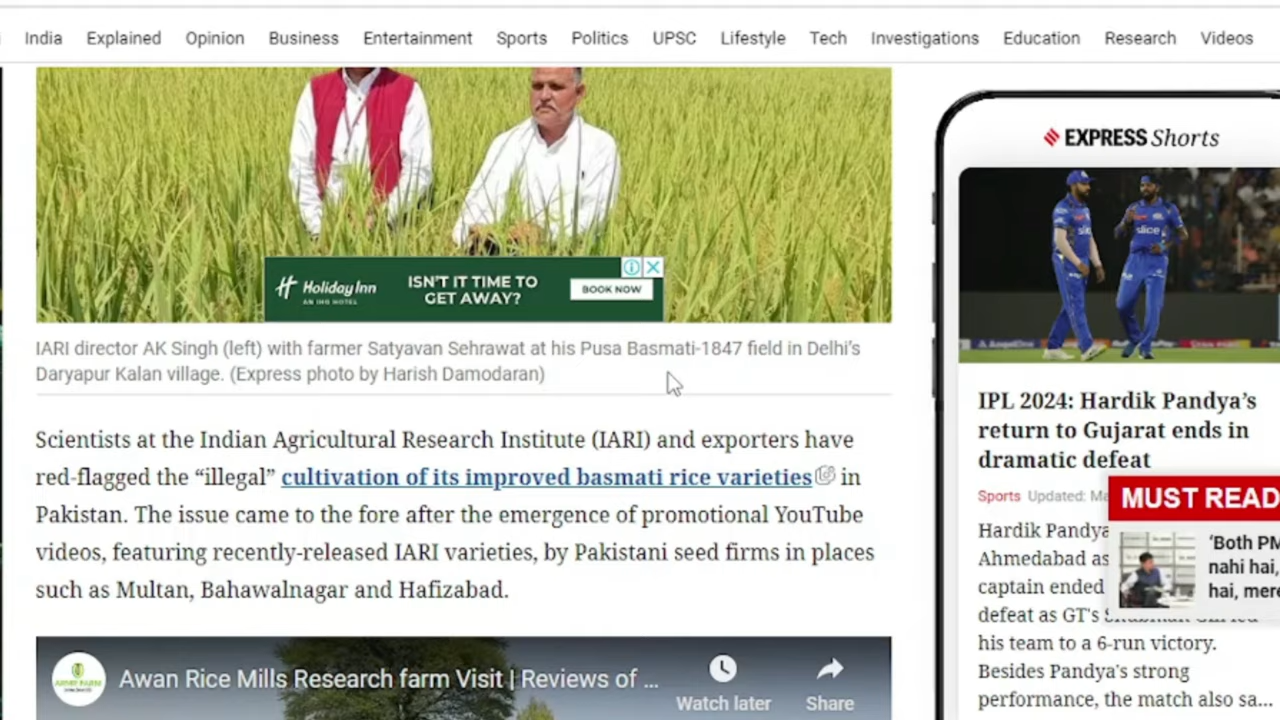 India Explained Opinion Business Entertainment Sports Politics UPSC Lifestyle Tech Investigations Education Research Videos
Holiday Inn
AN IHG HOTEL
ISN'T IT TIME TO
GET AWAY?
BOOK NOW
IARI director AK Singh (left) with farmer Satyavan Sehrawat at his Pusa Basmati-1847 field in Delhi's
Daryapur Kalan village. (Express photo by Harish Damodaran)
Scientists at the Indian Agricultural Research Institute (IARI) and exporters have
red-flagged the “illegal” cultivation of its improved basmati rice varieties in
Pakistan. The issue came to the fore after the emergence of promotional YouTube
videos, featuring recently-released IARI varieties, by Pakistani seed firms in places
such as Multan, Bahawalnagar and Hafizabad.
Awan Rice Mills Research farm Visit | Reviews of ...
Watch later
Share
EXPRESS Shorts
slice
IPL 2024: Hardik Pandya’s
return to Gujarat ends in
dramatic defeat
Sports Updated: Ma
MUST READ
‘Both PM
nahi hai,
hai, mere
Hardik Pandya
Ahmedabad as
captain ended
defeat as GT's
his team to a 6-run victory.
Besides Pandya's strong
performance, the match also sa...